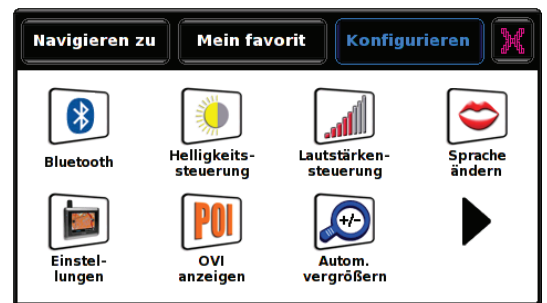 Navigieren zu
Mein favorit
Konfigurieren
Bluetooth
Helligkeits-
steuerung
Lautstärken-
steuerung
Sprache
ändern
Einstel-
lungen
POI
OVI
anzeigen
+/-
Autom.
vergrößern